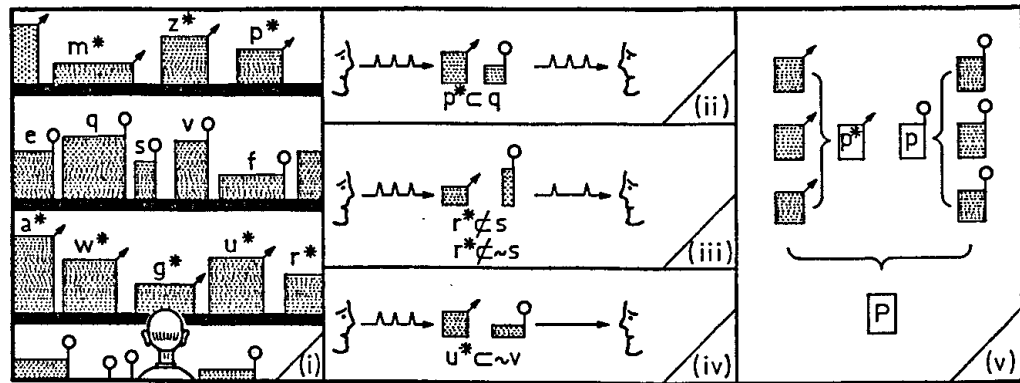 m* z* p*
e q s v f
a* w* g* u* r*
(i)
p* ⊂ q
(ii)
r* ⊄ s
r* ⊄ ~s
(iii)
u* ⊂ ~v
(iv)
p* p
P
(v)